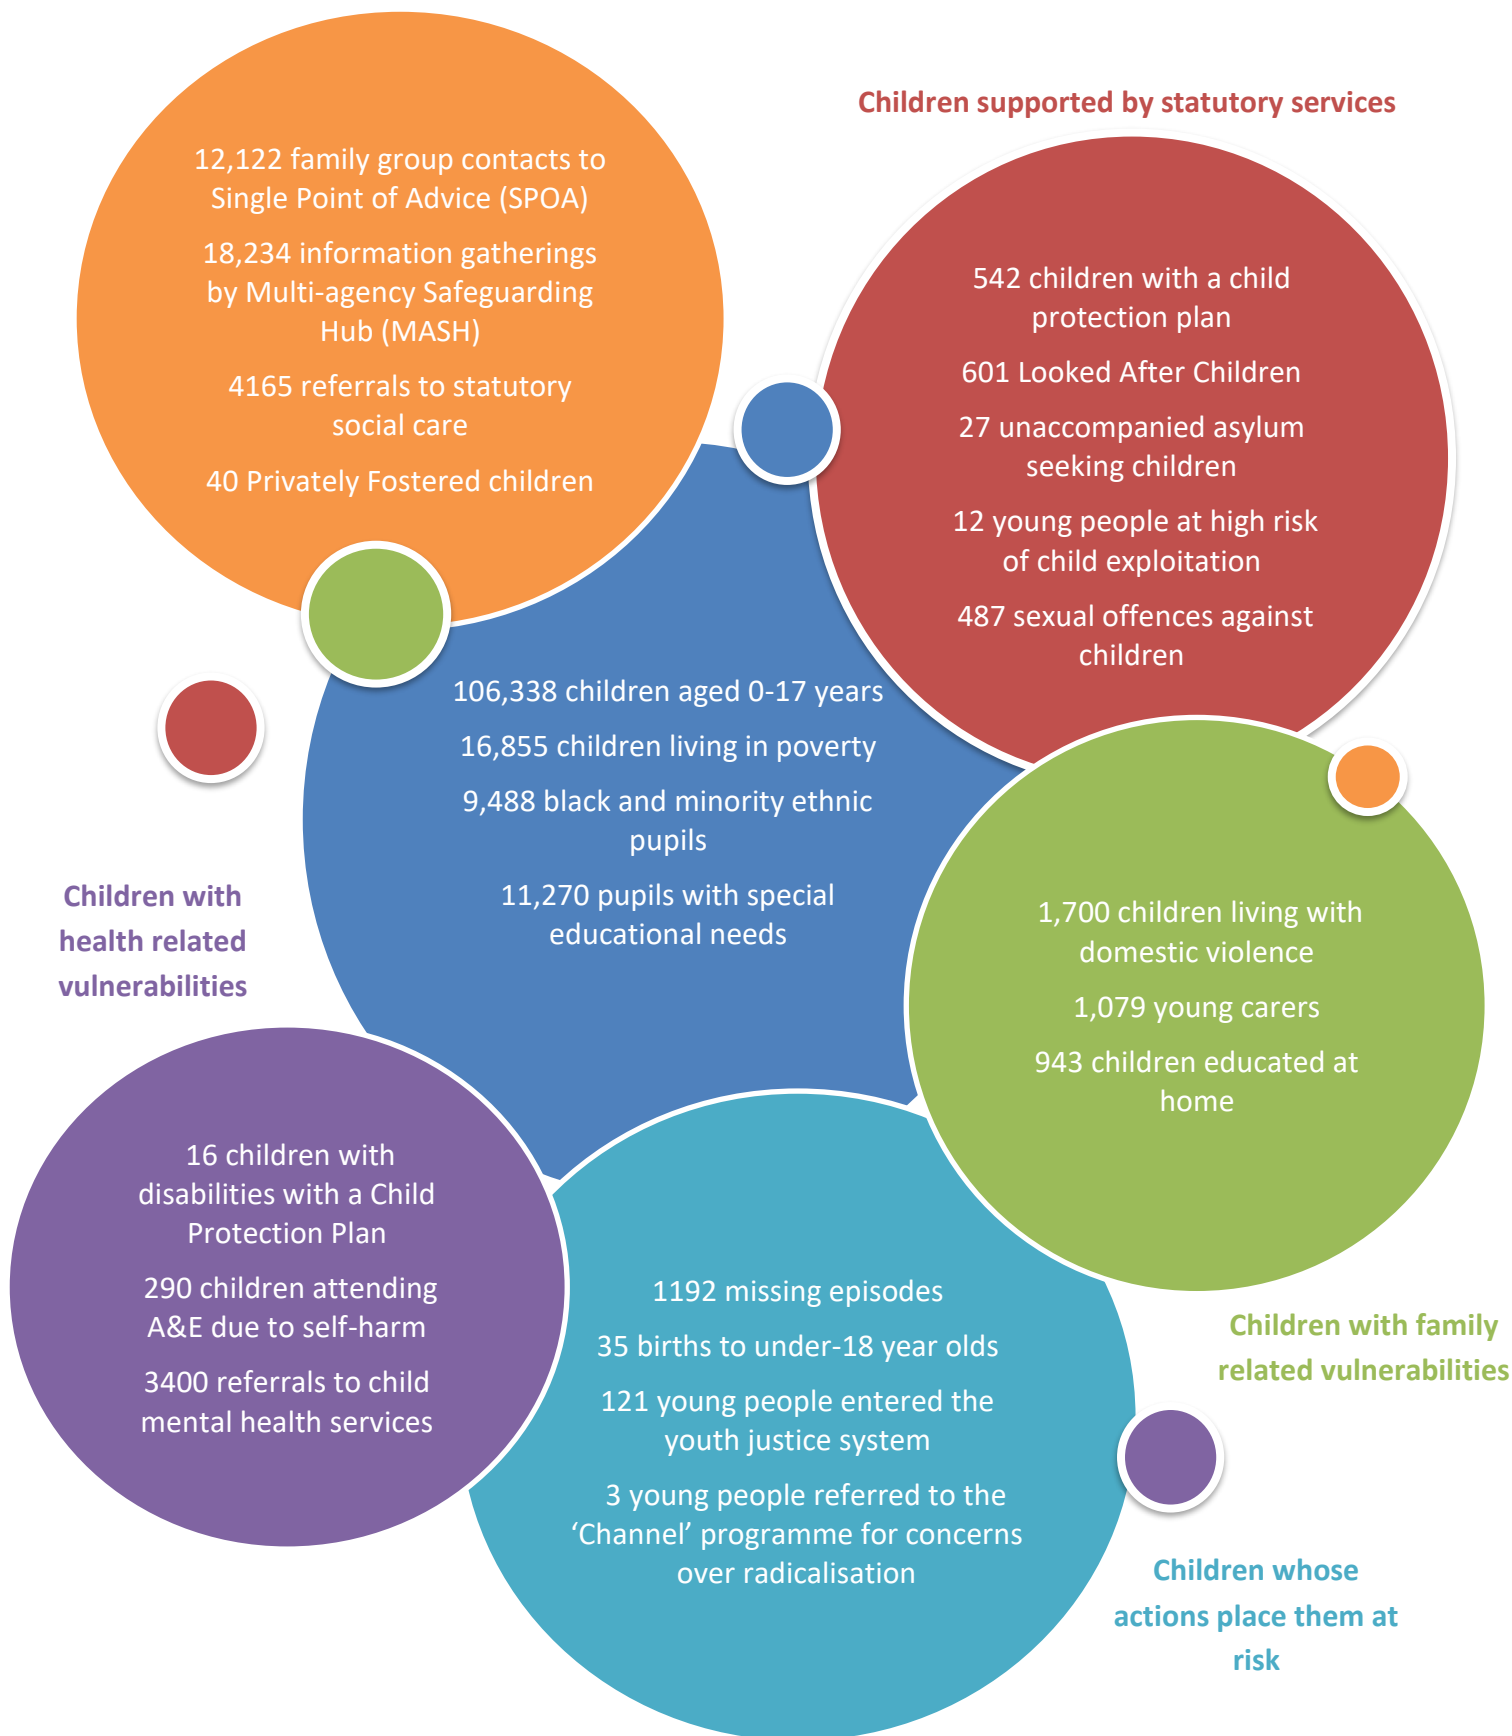 12,122 family group contacts to
Single Point of Advice (SPOA)
18,234 information gatherings
by Multi-agency Safeguarding
Hub (MASH)
4165 referrals to statutory
social care
40 Privately Fostered children
Children supported by statutory services
542 children with a child
protection plan
601 Looked After Children
27 unaccompanied asylum
seeking children
12 young people at high risk
of child exploitation
487 sexual offences against
children
106,338 children aged 0-17 years
16,855 children living in poverty
9,488 black and minority ethnic
pupils
11,270 pupils with special
educational needs
Children with
health related
vulnerabilities
1,700 children living with
domestic violence
1,079 young carers
943 children educated at
home
16 children with
disabilities with a Child
Protection Plan
290 children attending
A&E due to self-harm
3400 referrals to child
mental health services
1192 missing episodes
35 births to under-18 year olds
121 young people entered the
youth justice system
3 young people referred to the
‘Channel’ programme for concerns
over radicalisation
Children with family
related vulnerabilities
Children whose
actions place them at
risk